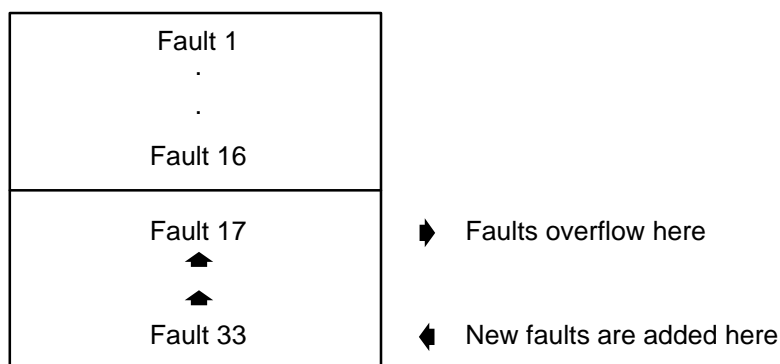 Fault 1
.
.
Fault 16
Fault 17 Faults overflow here
Fault 33 New faults are added here